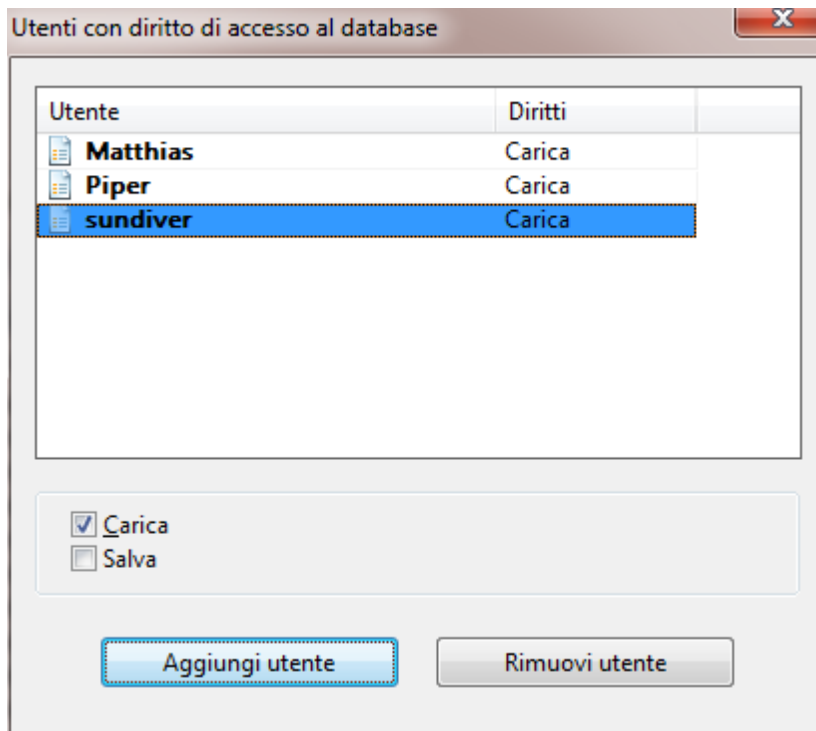 Utenti con diritto di accesso al database
Utente Diritti
Matthias Carica
Piper Carica
sundiver Carica
Carica
Salva
Aggiungi utente Rimuovi utente